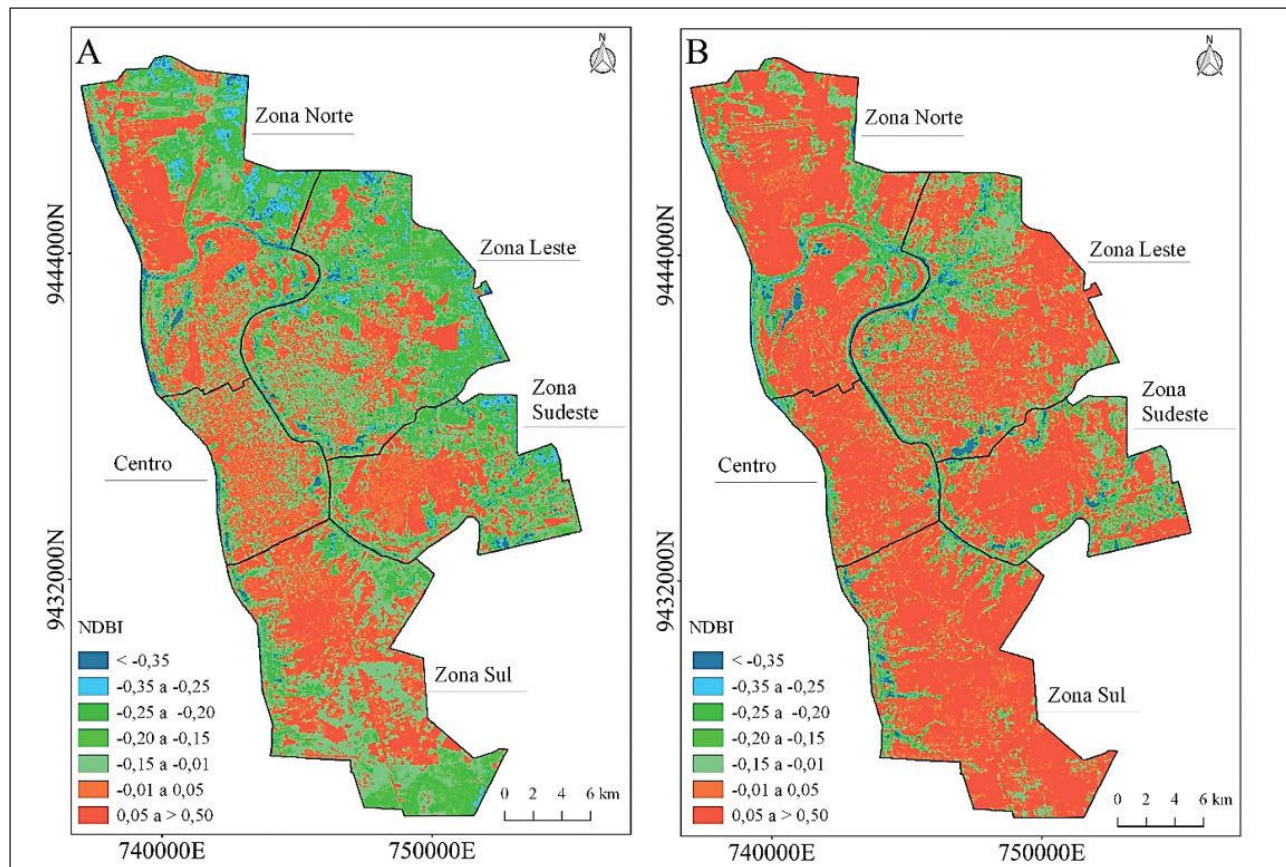 A
N
Zona Norte
9444000N
Zona Leste
Zona
Sudeste
Centro
9432000N
NDBI
< -0,35
-0,35 a -0,25
-0,25 a -0,20
-0,20 a -0,15
-0,15 a -0,01
-0,01 a 0,05
0,05 a > 0,50
Zona Sul
0 2 4 6 km
740000E
750000E
B
N
Zona Norte
9444000N
Zona Leste
Zona
Sudeste
Centro
9432000N
NDBI
< -0,35
-0,35 a -0,25
-0,25 a -0,20
-0,20 a -0,15
-0,15 a -0,01
-0,01 a 0,05
0,05 a > 0,50
Zona Sul
0 2 4 6 km
740000E
750000E